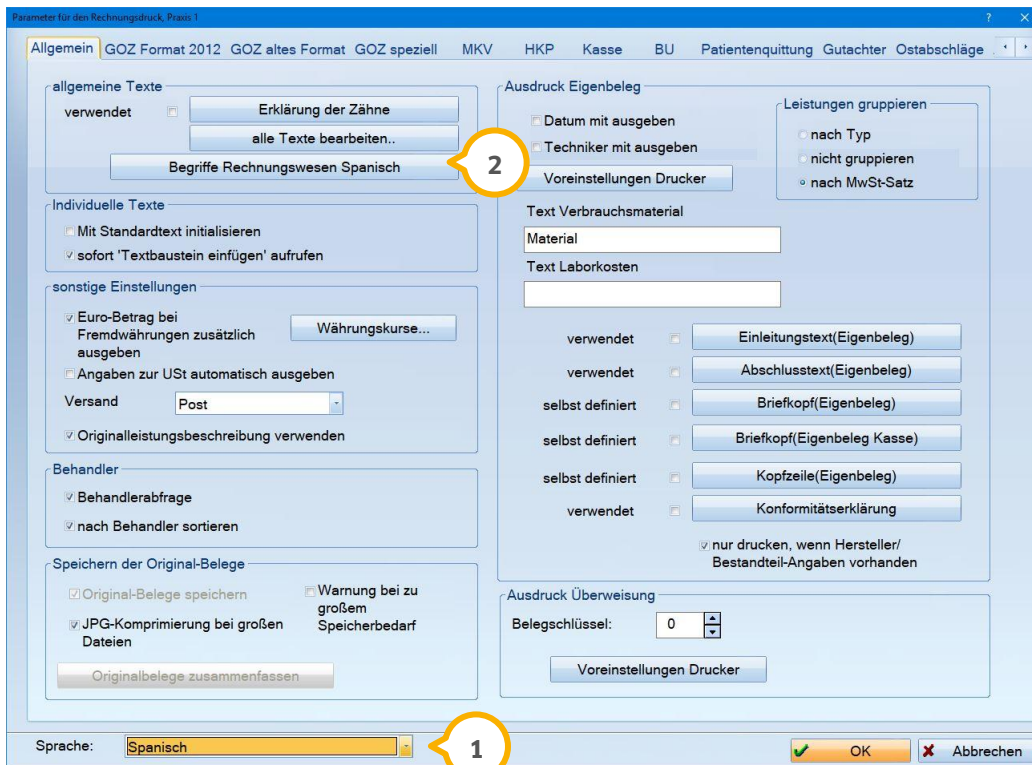 Parameter für den Rechnungsdruck, Praxis 1
Allgemein GOZ Format 2012 GOZ altes Format GOZ speziell MKV HKP Kasse BU Patientenquittung Gutachter Ostabschläge
allgemeine Texte
verwendet Erklärung der Zähne
alle Texte bearbeiten..
Begriffe Rechnungswesen Spanisch
2
Individuelle Texte
Mit Standardtext initialisieren
sofort 'Textbaustein einfügen' aufrufen
sonstige Einstellungen
Euro-Betrag bei
Fremdwährungen zusätzlich
ausgeben
Währungskurse...
Angaben zur USt automatisch ausgeben
Versand Post
Originalleistungsbeschreibung verwenden
Behandler
Behandlerabfrage
nach Behandler sortieren
Speichern der Original-Belege
Original-Belege speichern
JPG-Komprimierung bei großen
Dateien
Warnung bei zu
großem
Speicherbedarf
Originalbelege zusammenfassen
Ausdruck Eigenbeleg
Datum mit ausgeben
Techniker mit ausgeben
Voreinstellungen Drucker
Leistungen gruppieren
nach Typ
nicht gruppieren
nach MwSt-Satz
Text Verbrauchsmaterial
Material
Text Laborkosten
verwendet Einleitungstext(Eigenbeleg)
verwendet Abschlusstext(Eigenbeleg)
selbst definiert Briefkopf(Eigenbeleg)
selbst definiert Briefkopf(Eigenbeleg Kasse)
selbst definiert Kopfzeile(Eigenbeleg)
verwendet Konformitätserklärung
nur drucken, wenn Hersteller/
Bestandteil-Angaben vorhanden
Ausdruck Überweisung
Belegschlüssel: 0
Voreinstellungen Drucker
Sprache: Spanisch
1
OK
Abbrechen